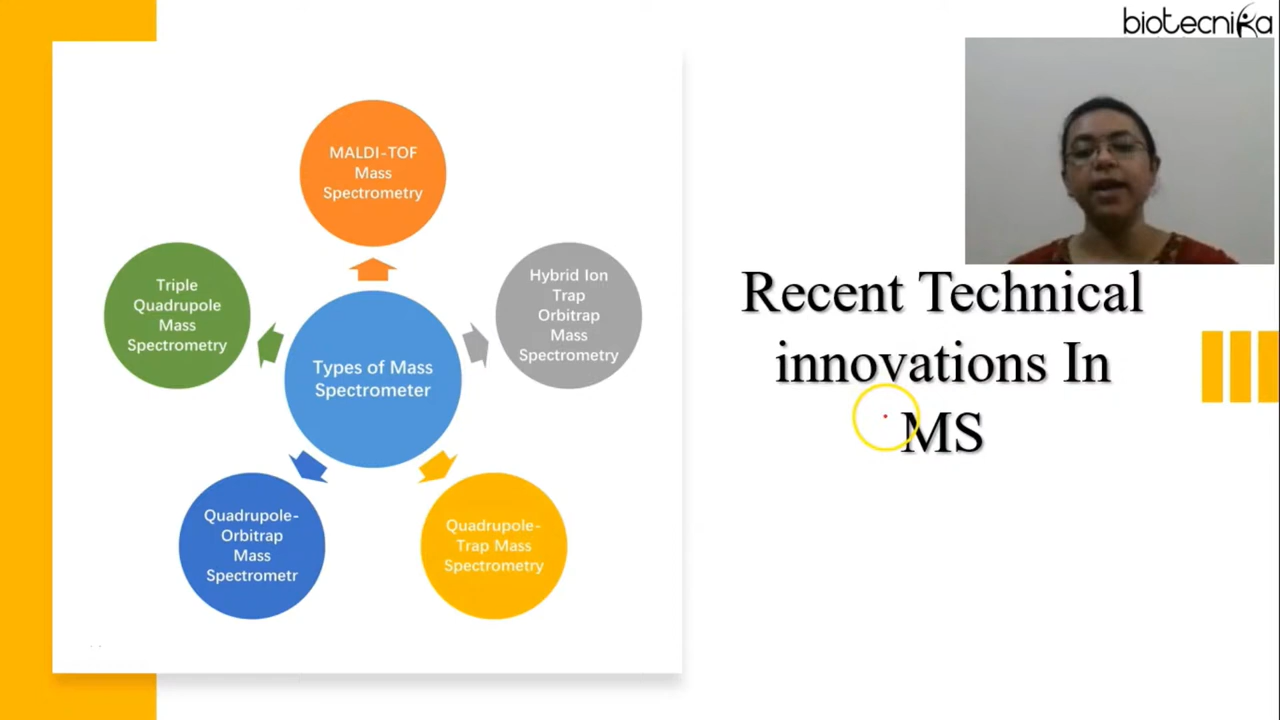 biotecnika
MALDI-TOF
Mass
Spectrometry
Triple
Quadrupole
Mass
Spectrometry
Hybrid Ion
Trap
Orbitrap
Mass
Spectrometry
Types of Mass
Spectrometer
Quadrupole-
Orbitrap
Mass
Spectrometr
Quadrupole-
Trap Mass
Spectrometry
Recent Technical
innovations In
MS